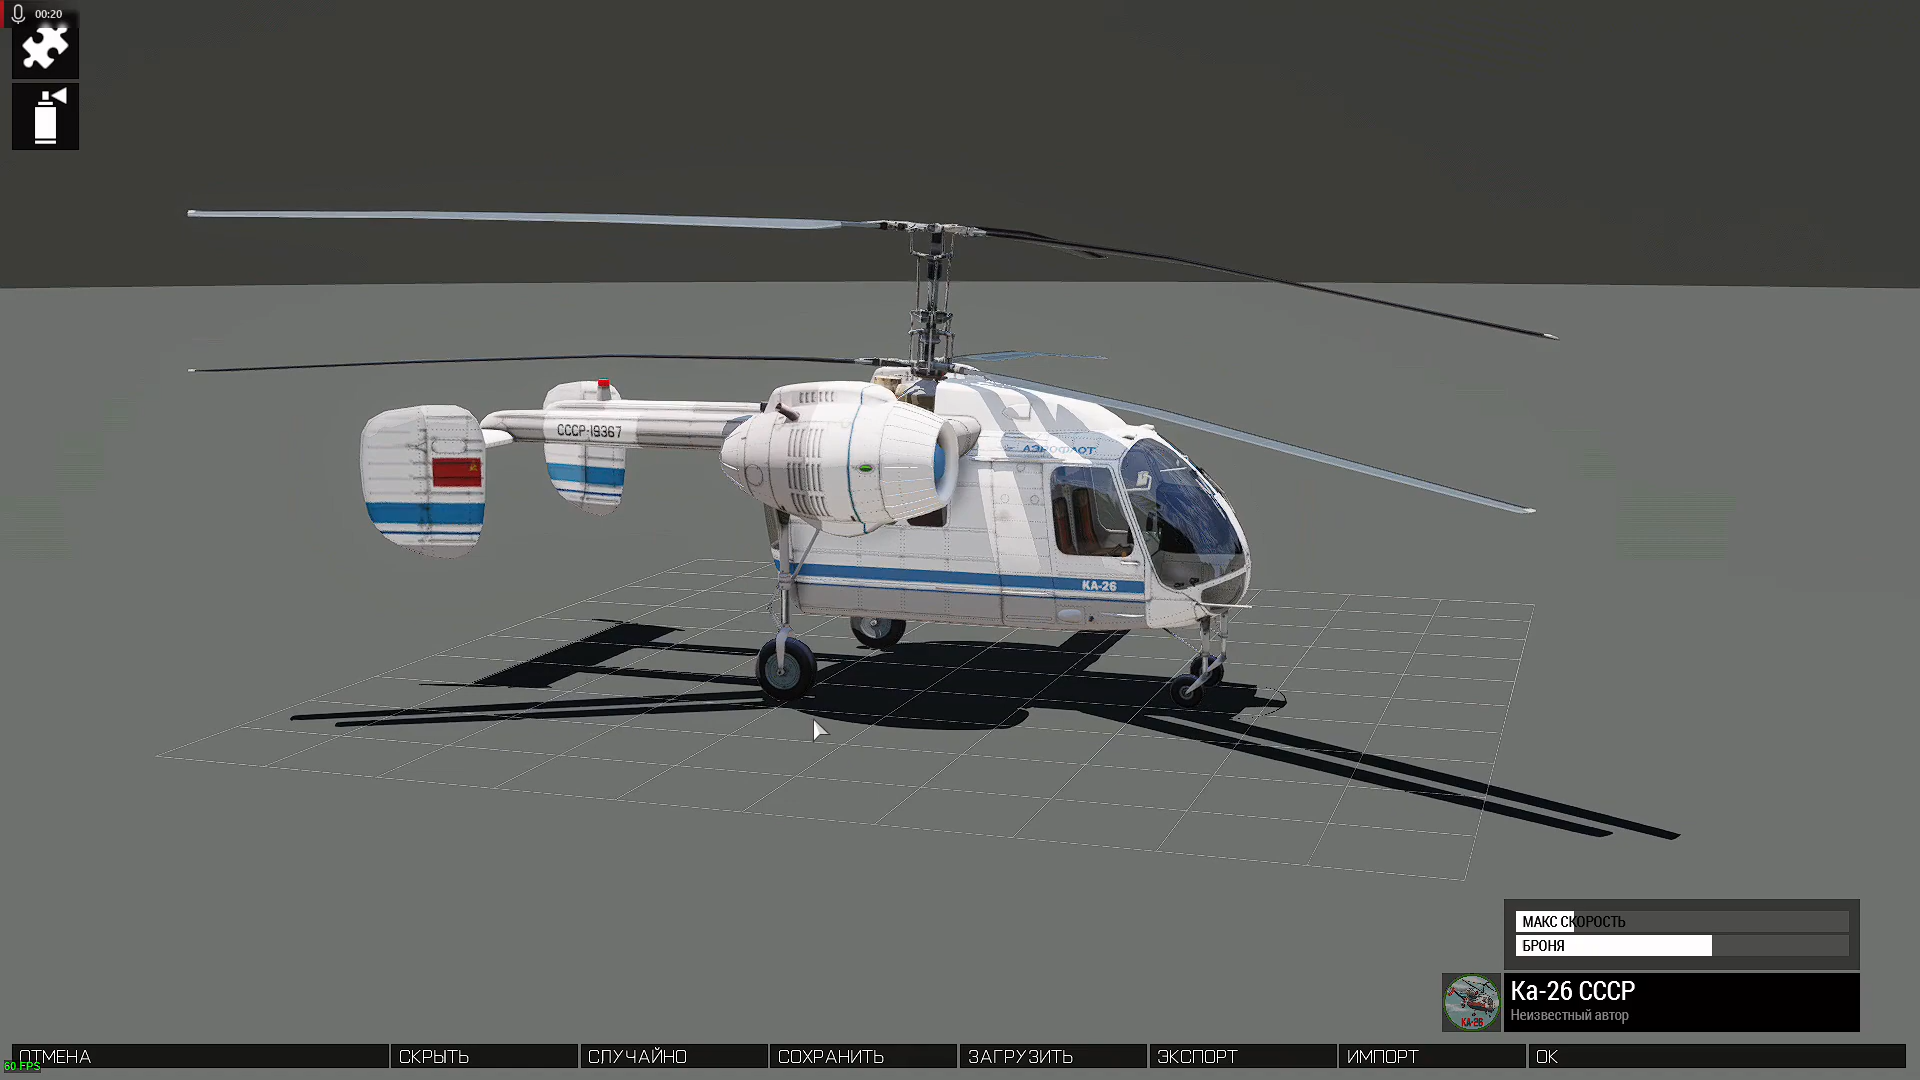 00:20
СССР-19367
АЭРОФЛОТ
КА-26
МАКС СКОРОСТЬ
БРОНЯ
КА-26
Ка-26 СССР
Неизвестный автор
ОТМЕНА
СКРЫТЬ
СЛУЧАЙНО
СОХРАНИТЬ
ЗАГРУЗИТЬ
ЭКСПОРТ
ИМПОРТ
ОК
60 FPS